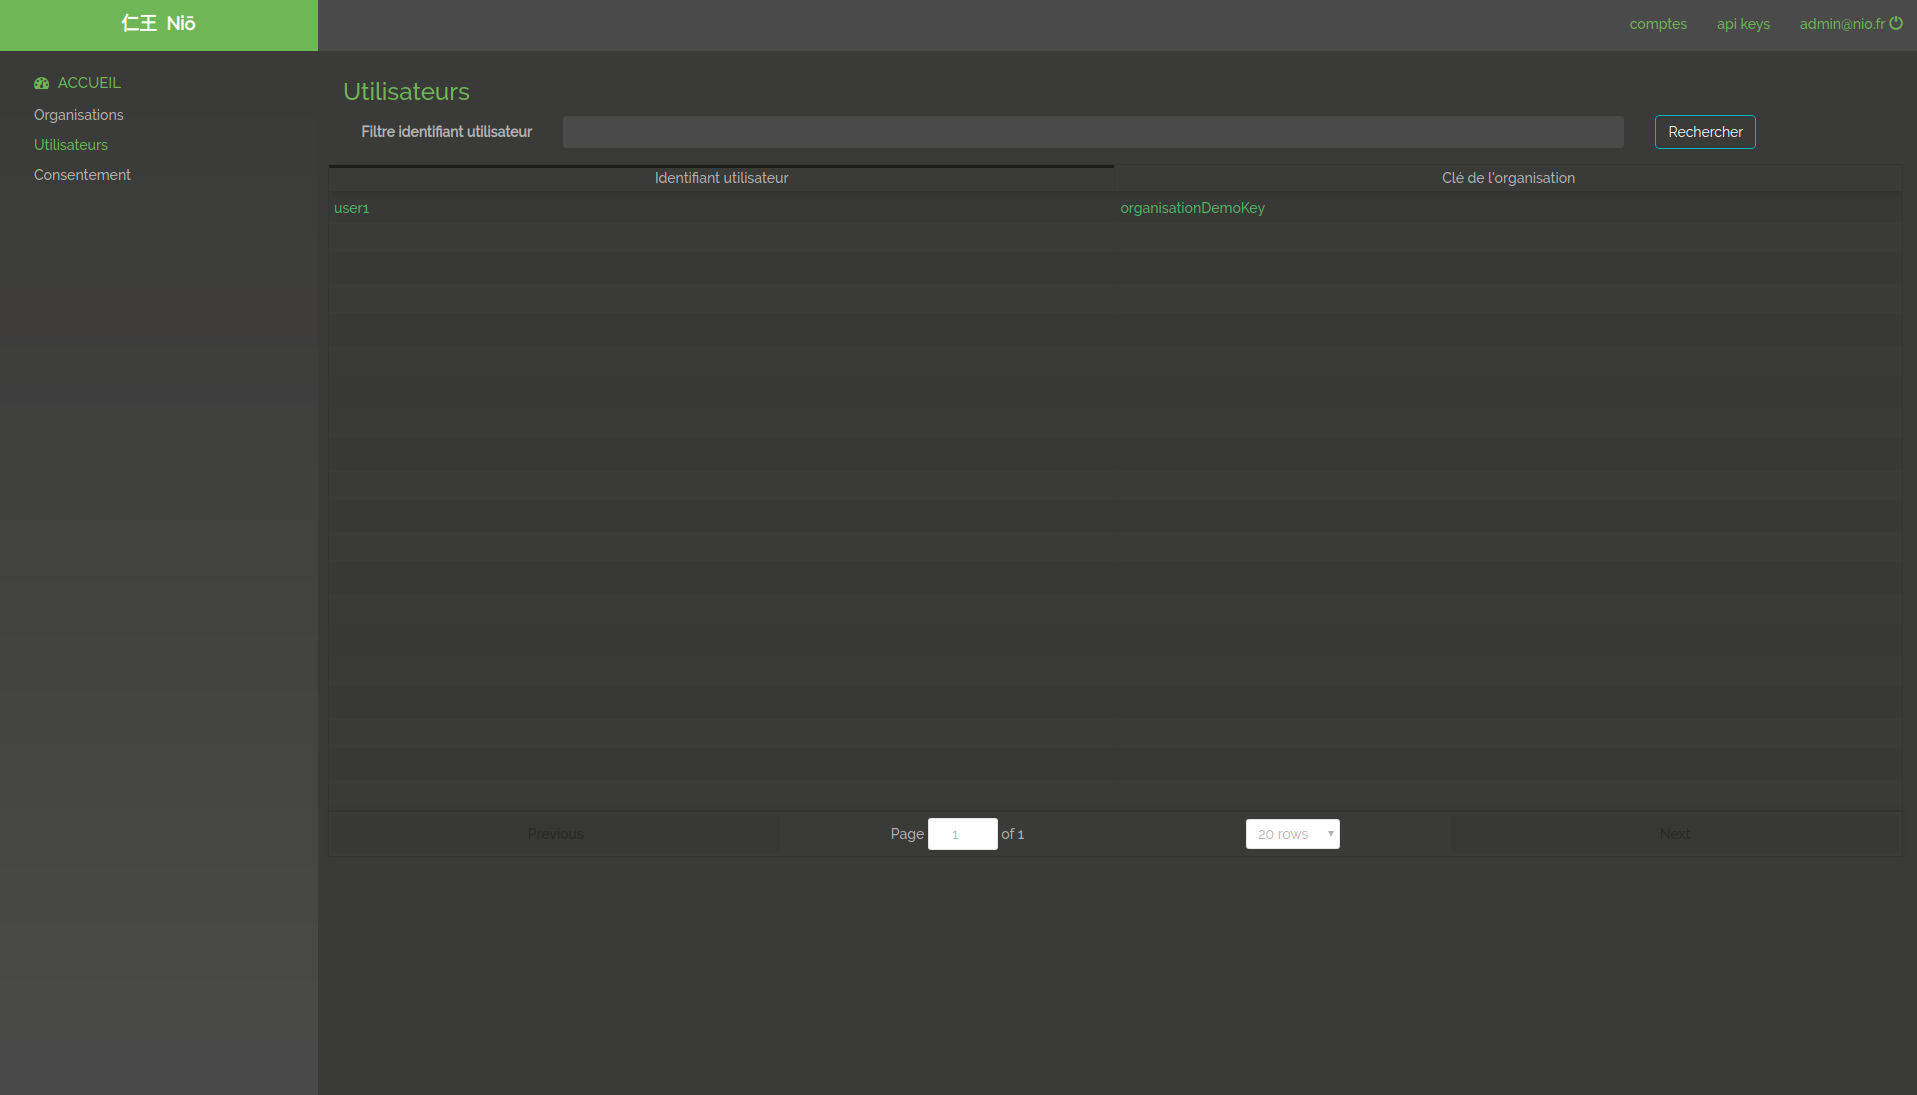 仁王 Niō
comptes api keys admin@nio.fr
ACCUEIL
Organisations
Utilisateurs
Consentement
Utilisateurs
Filtre identifiant utilisateur Rechercher
Identifiant utilisateur Clé de l'organisation
user1 organisationDemoKey
Previous Page 1 of 1 20 rows Next